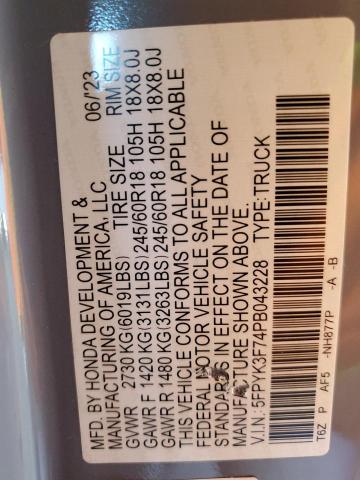 MFD. BY HONDA DEVELOPMENT & 06/'23
MANUFACTURING OF AMERICA, LLC
TIRE SIZE RIM SIZE
GVWR 2730 KG(6019LBS)
GAWR F 1420 KG(3131LBS)245/60R18 105H 18X8.0J
GAWR R 1480 KG(3263LBS)245/60R18 105H 18X8.0J
THIS VEHICLE CONFORMS TO ALL APPLICABLE
FEDERAL MOTOR VEHICLE SAFETY
STANDARDS IN EFFECT ON THE DATE OF
MANUFACTURE SHOWN ABOVE.
V.I.N:5FPYK3F74PB043228 TYPE:TRUCK
T6Z P AF5 -NH877P -A -B